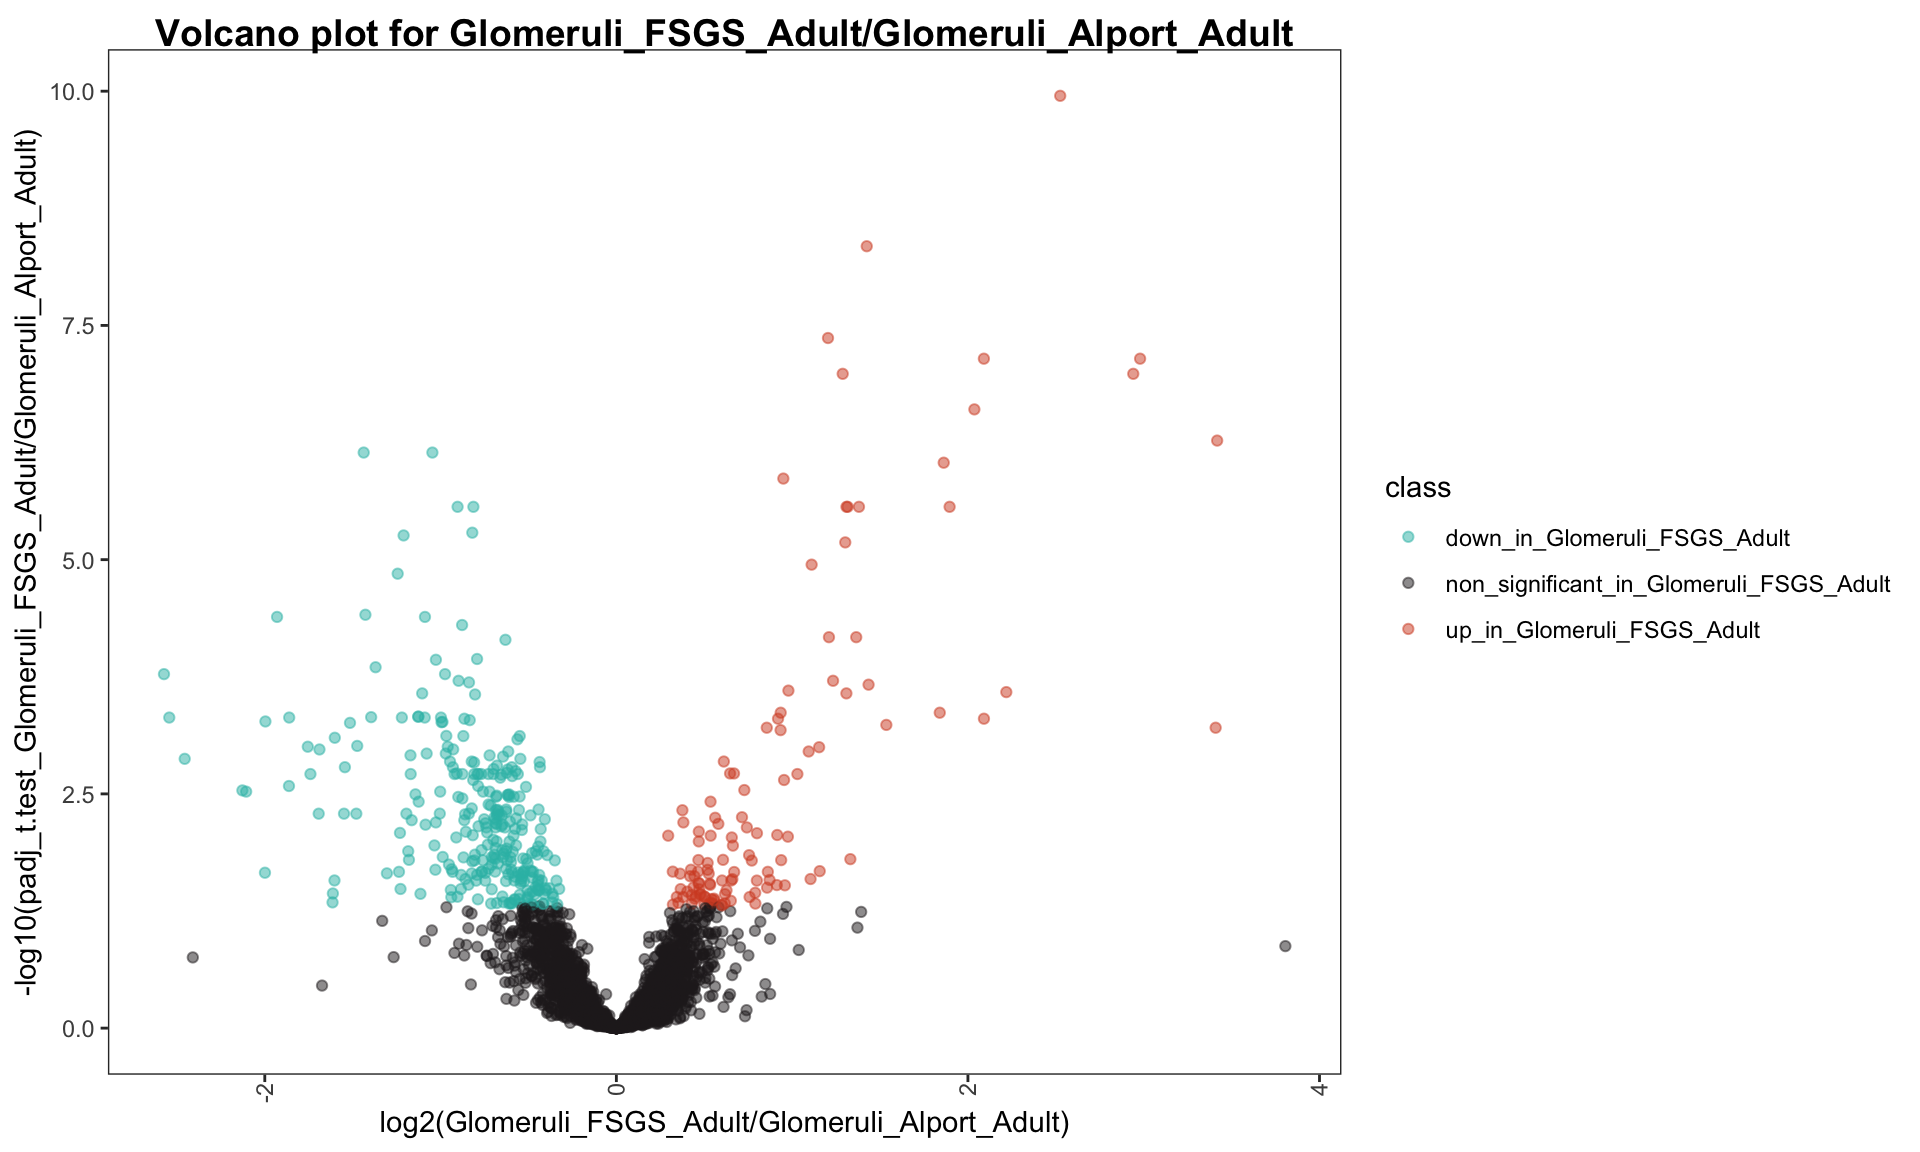 Volcano plot for Glomeruli_FSGS_Adult/Glomeruli_Alport_Adult
-log10(padj_t.test_Glomeruli_FSGS_Adult/Glomeruli_Alport_Adult)
10.0
7.5
5.0
2.5
0.0
-2
0
2
4
log2(Glomeruli_FSGS_Adult/Glomeruli_Alport_Adult)
class
down_in_Glomeruli_FSGS_Adult
non_significant_in_Glomeruli_FSGS_Adult
up_in_Glomeruli_FSGS_Adult